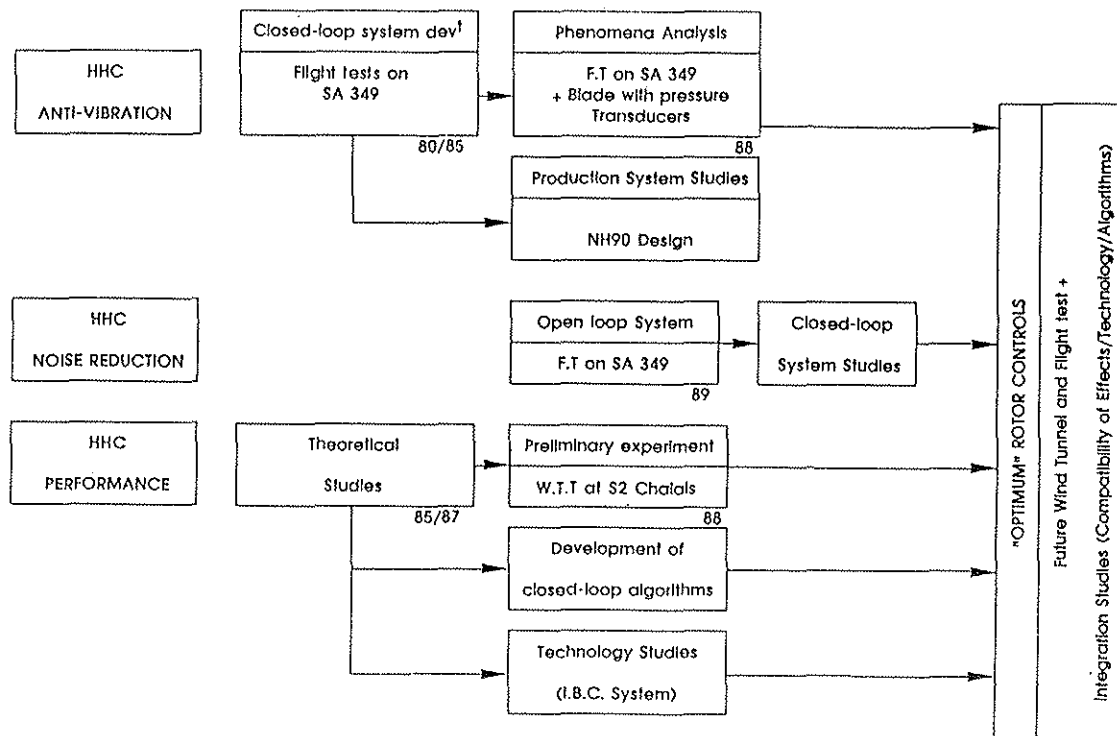 HHC
ANTI-VIBRATION
Closed-loop system dev^t
Flight tests on
SA 349
80/85
Phenomena Analysis
F.T on SA 349
+ Blade with pressure
Transducers
88
Production System Studies
NH90 Design
HHC
NOISE REDUCTION
Open loop System
F.T on SA 349
89
Closed-loop
System Studies
HHC
PERFORMANCE
Theoretical
Studies
85/87
Preliminary experiment
W.T.T at S2 Chalais
88
Development of
closed-loop algorithms
Technology Studies
(I.B.C. System)
"OPTIMUM" ROTOR CONTROLS
Future Wind Tunnel and Flight test +
Integration Studies (Compatibility of Effects/Technology/Algorithms)